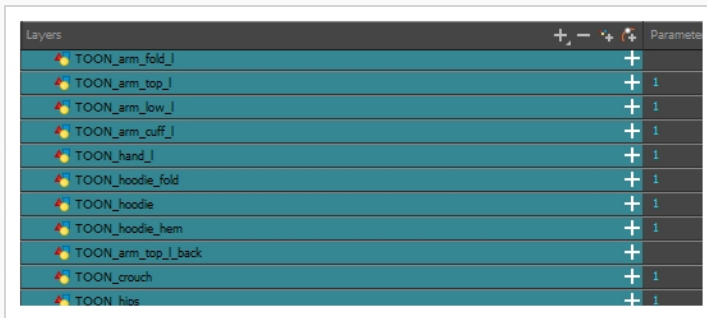 Layers Parameter
TOON_arm_fold_l
TOON_arm_top_l 1
TOON_arm_low_l 1
TOON_arm_cuff_l 1
TOON_hand_l 1
TOON_hoodie_fold 1
TOON_hoodie 1
TOON_hoodie_hem 1
TOON_arm_top_l_back
TOON_crouch 1
TOON_hips 1